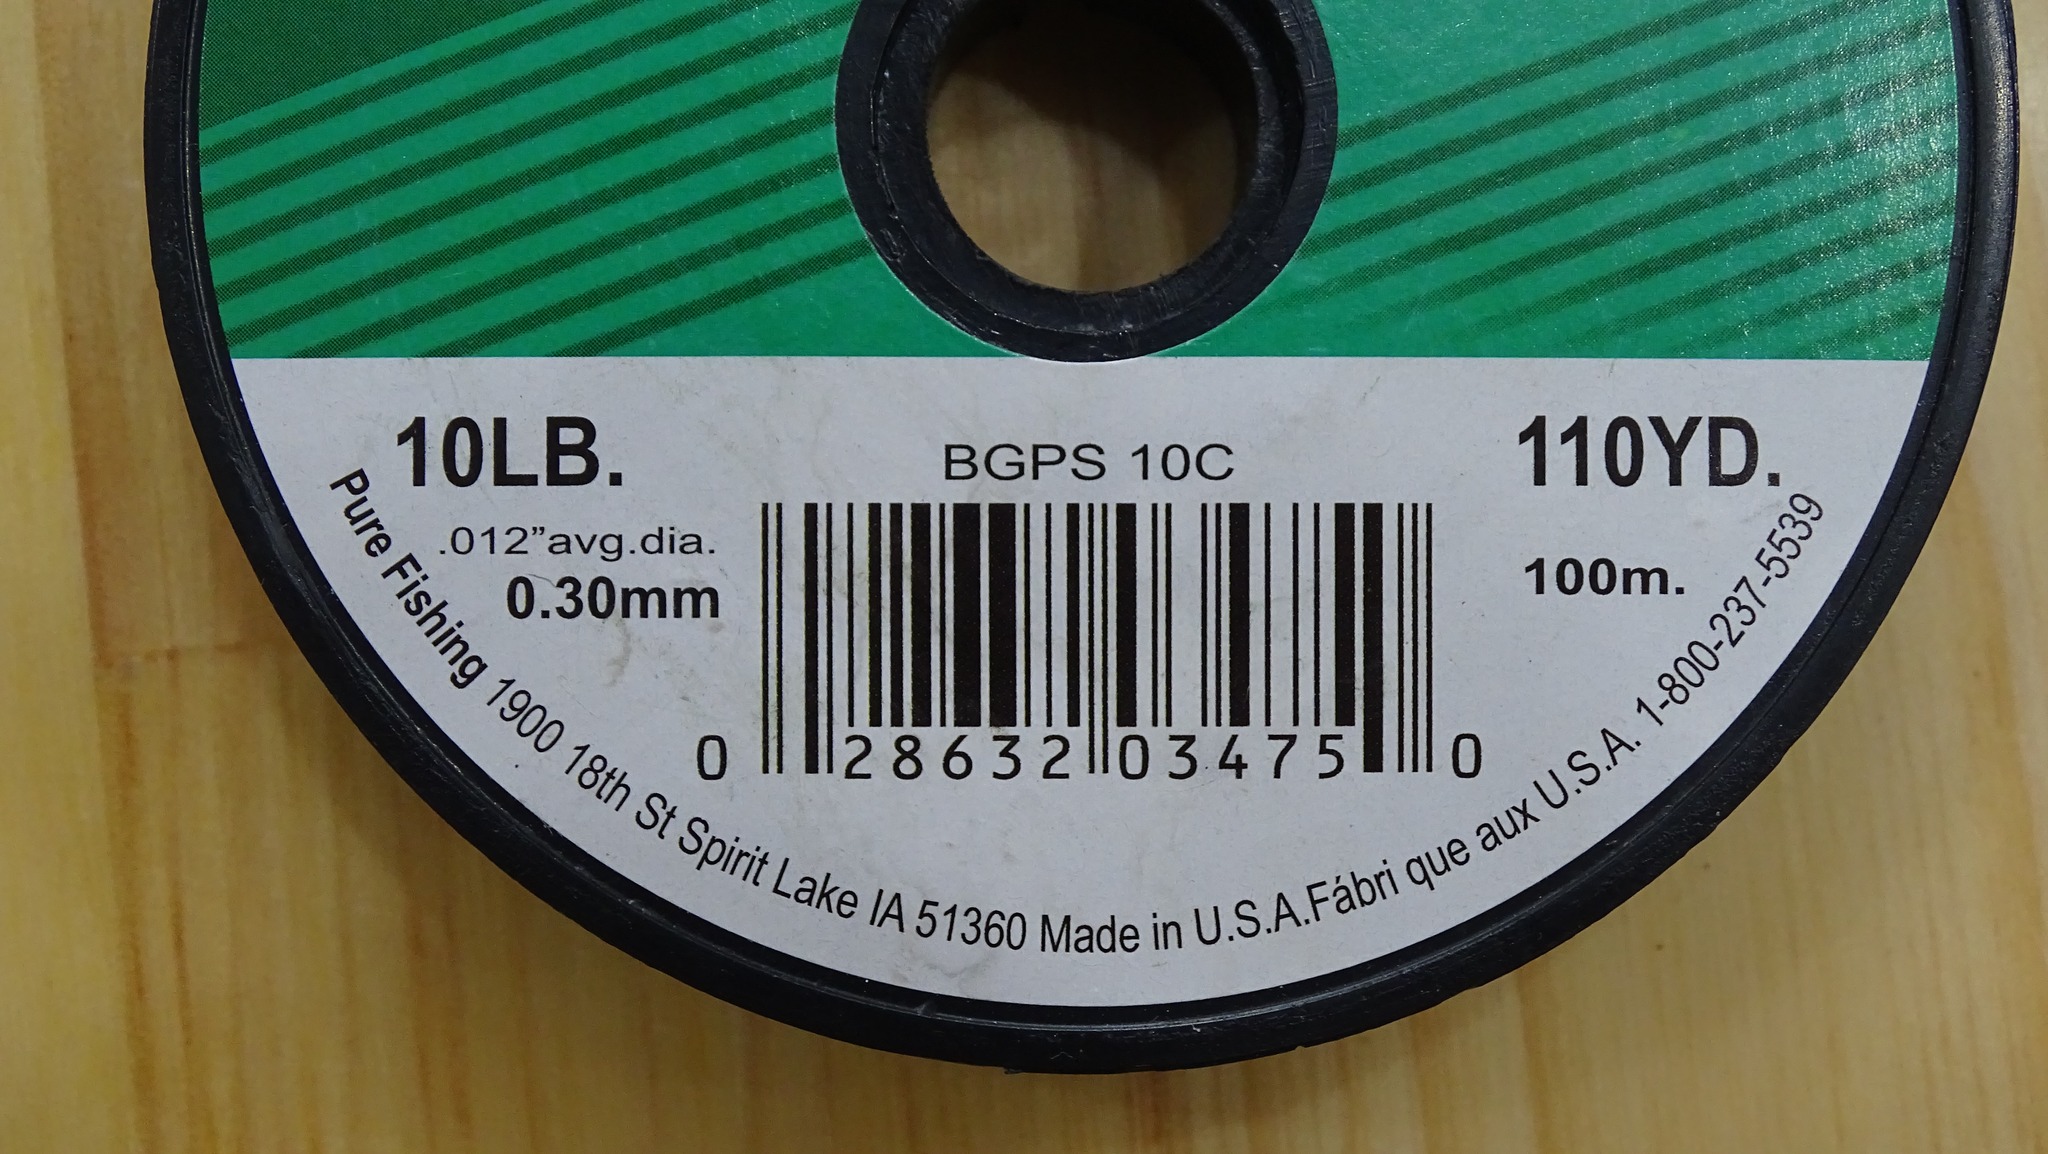 10LB.
BGPS 10C
110YD.
.012”avg.dia.
0.30mm
100m.
0 28632 03475 0
Pure Fishing 1900 18th St Spirit Lake IA 51360 Made in U.S.A.Fábri que aux U.S.A. 1-800-237-5539